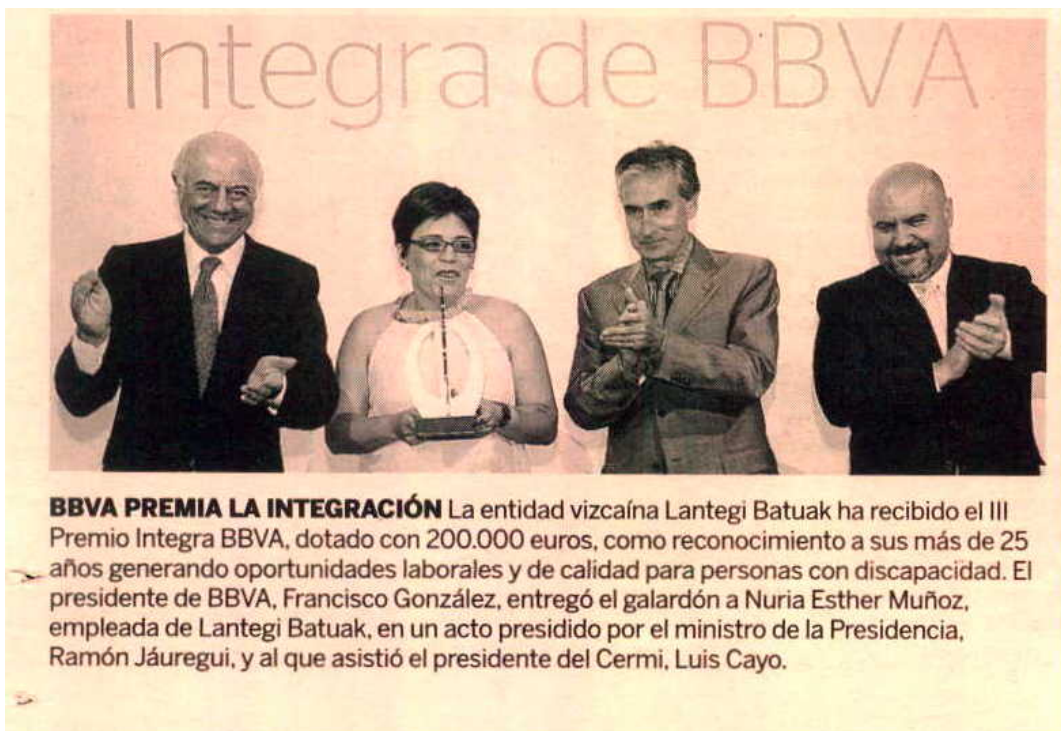 Integra de BBVA
BBVA PREMIA LA INTEGRACIÓN La entidad vizcaína Lantegi Batuak ha recibido el III
Premio Integra BBVA, dotado con 200.000 euros, como reconocimiento a sus más de 25
años generando oportunidades laborales y de calidad para personas con discapacidad. El
presidente de BBVA, Francisco González, entregó el galardón a Nuria Esther Muñoz,
empleada de Lantegi Batuak, en un acto presidido por el ministro de la Presidencia,
Ramón Jáuregui, y al que asistió el presidente del Cermi, Luis Cayo.